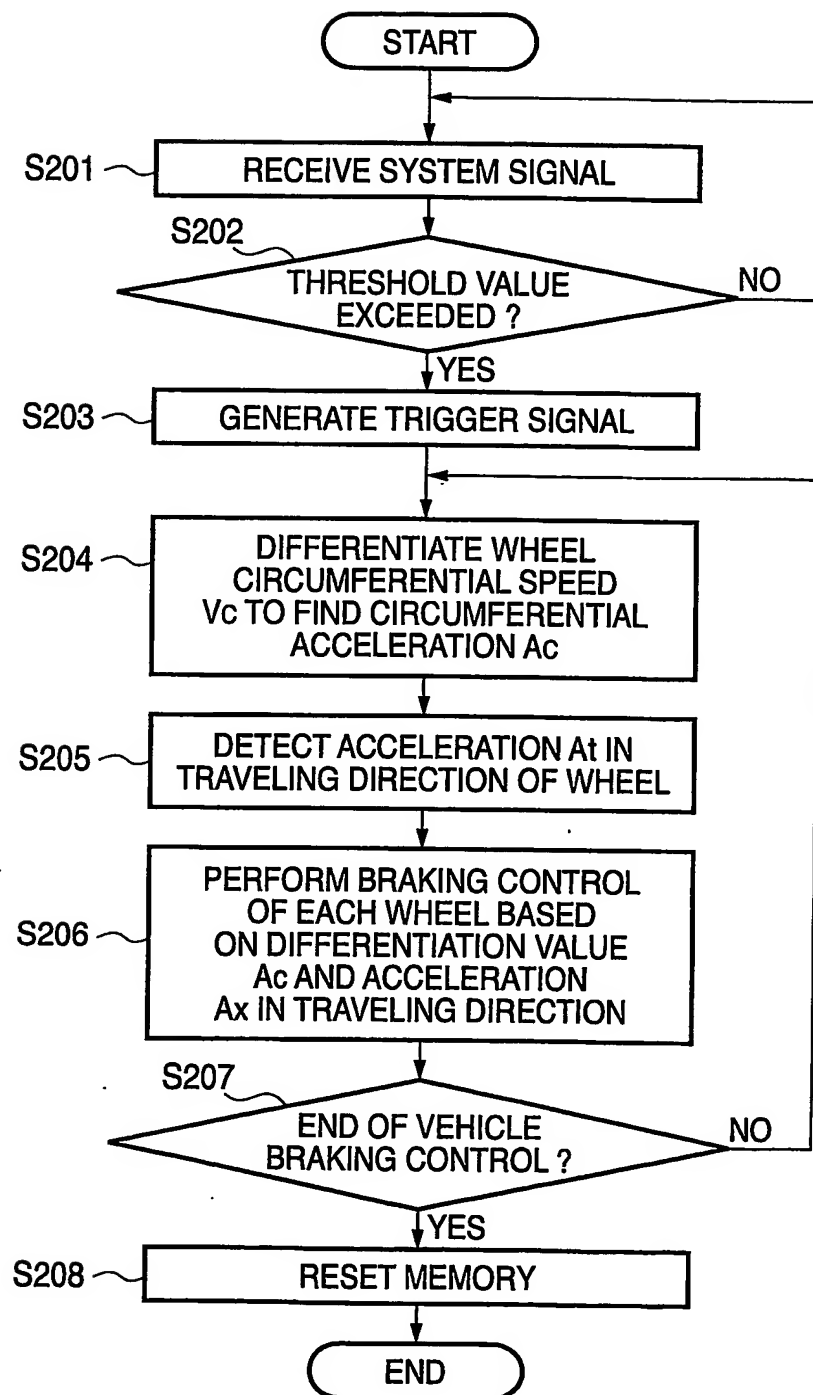 START
S201
RECEIVE SYSTEM SIGNAL
S202
THRESHOLD VALUE
EXCEEDED ?
NO
YES
S203
GENERATE TRIGGER SIGNAL
S204
DIFFERENTIATE WHEEL
CIRCUMFERENTIAL SPEED
Vc TO FIND CIRCUMFERENTIAL
ACCELERATION Ac
S205
DETECT ACCELERATION At IN
TRAVELING DIRECTION OF WHEEL
S206
PERFORM BRAKING CONTROL
OF EACH WHEEL BASED
ON DIFFERENTIATION VALUE
Ac AND ACCELERATION
Ax IN TRAVELING DIRECTION
S207
END OF VEHICLE
BRAKING CONTROL ?
NO
YES
S208
RESET MEMORY
END